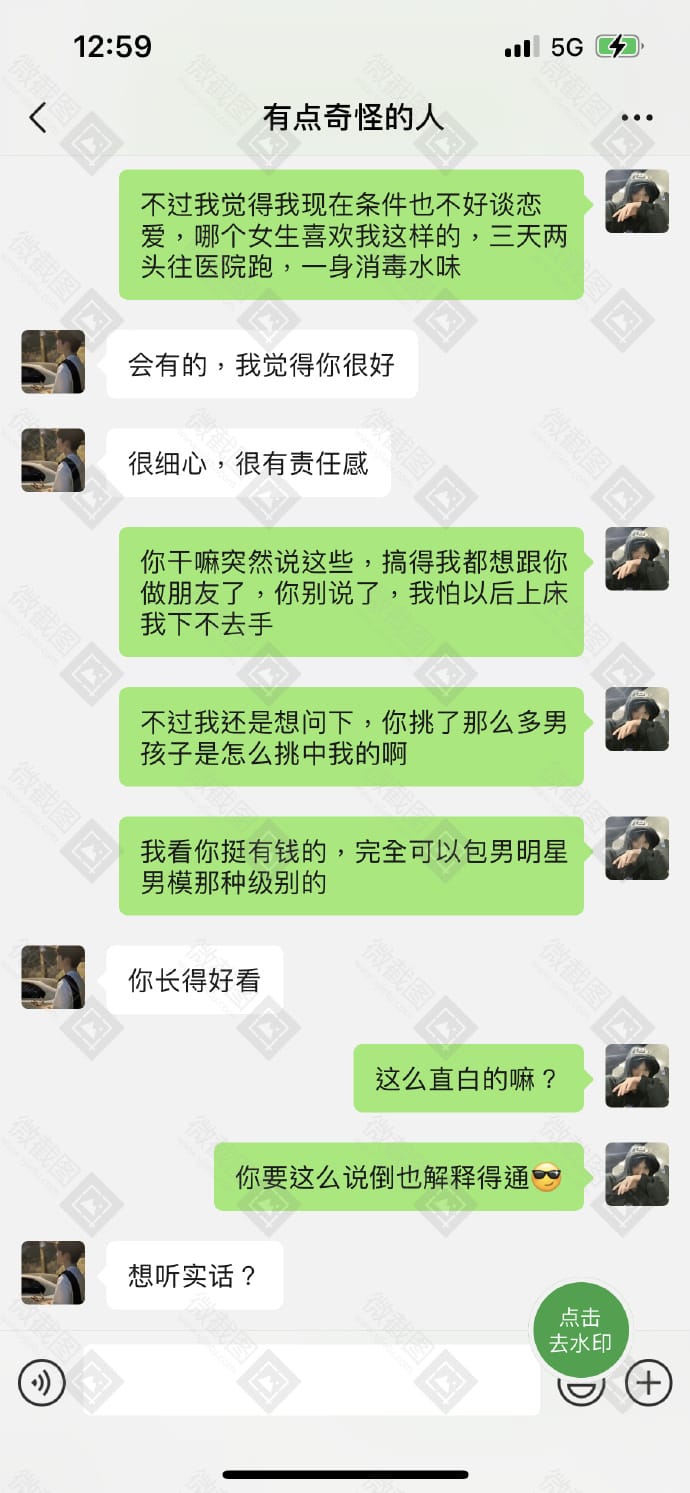 12:59
5G
有点奇怪的人
不过我觉得我现在条件也不好谈恋
爱，哪个女生喜欢我这样的，三天两
头往医院跑，一身消毒水味
会有的，我觉得你很好
很细心，很有责任感
你干嘛突然说这些，搞得我都想跟你
做朋友了，你别说了，我怕以后上床
我下不去手
不过我还是想问下，你挑了那么多男
孩子是怎么挑中我的啊
我看你挺有钱的，完全可以包男明星
男模那种级别的
你长得好看
这么直白的嘛？
你要这么说倒也解释得通😎
想听实话？
点击
去水印
微截图